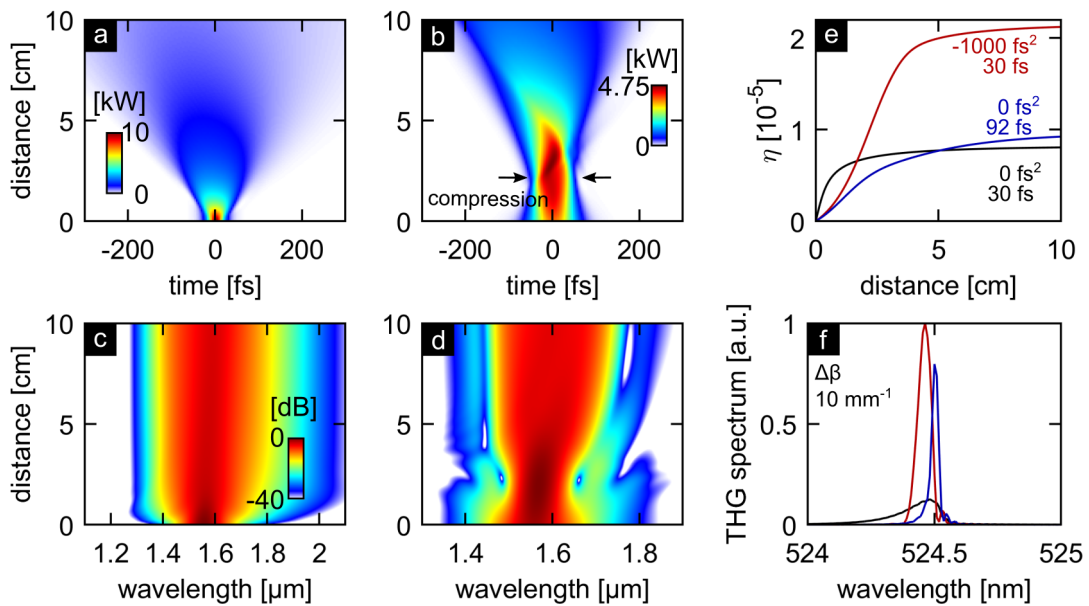 a
10
5
0
distance [cm]
[kW]
10
0
-200
0
200
time [fs]
b
10
5
0
[kW]
4.75
0
compression
-200
0
200
time [fs]
e
2
1
0
η [10⁻⁵]
-1000 fs²
30 fs
0 fs²
92 fs
0 fs²
30 fs
0
5
10
distance [cm]
c
10
5
0
distance [cm]
[dB]
0
-40
1.2
1.4
1.6
1.8
2
wavelength [µm]
d
10
5
0
1.4
1.6
1.8
wavelength [µm]
f
1
0.5
0
THG spectrum [a.u.]
Δβ
10 mm⁻¹
524
524.5
525
wavelength [nm]